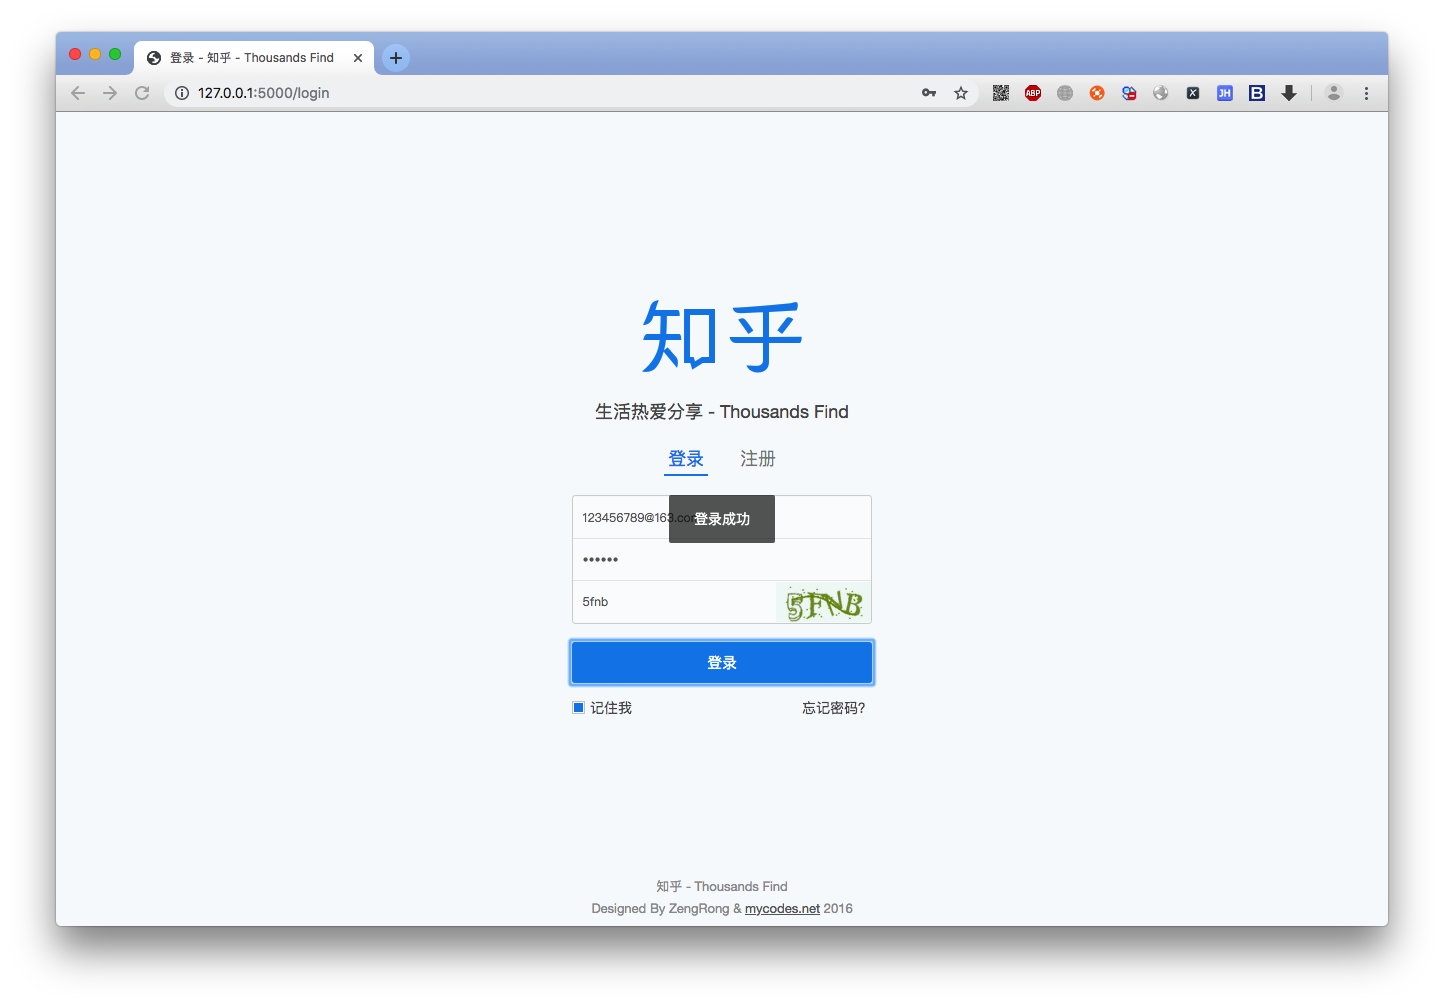 登录 - 知乎 - Thousands Find
127.0.0.1:5000/login
ABP
X
JH
B
知乎
生活热爱分享 - Thousands Find
登录 注册
123456789@163.com
登录成功
••••••
5fnb
5FNB
登录
记住我 忘记密码?
知乎 - Thousands Find
Designed By ZengRong & mycodes.net 2016